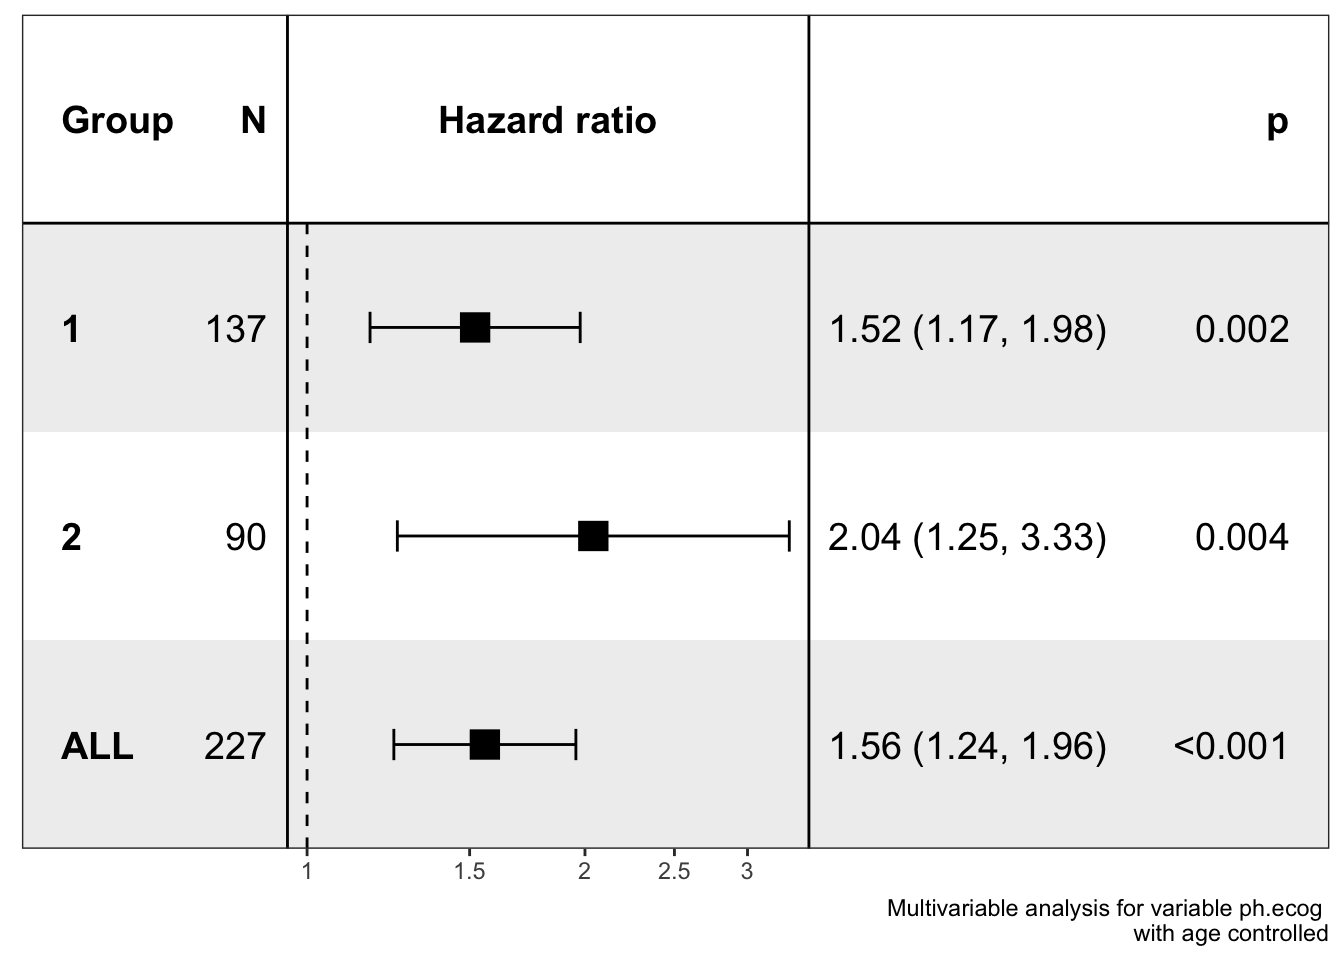 Group N Hazard ratio p
1 137 1.52 (1.17, 1.98) 0.002
2 90 2.04 (1.25, 3.33) 0.004
ALL 227 1.56 (1.24, 1.96) <0.001
1 1.5 2 2.5 3
Multivariable analysis for variable ph.ecog
with age controlled